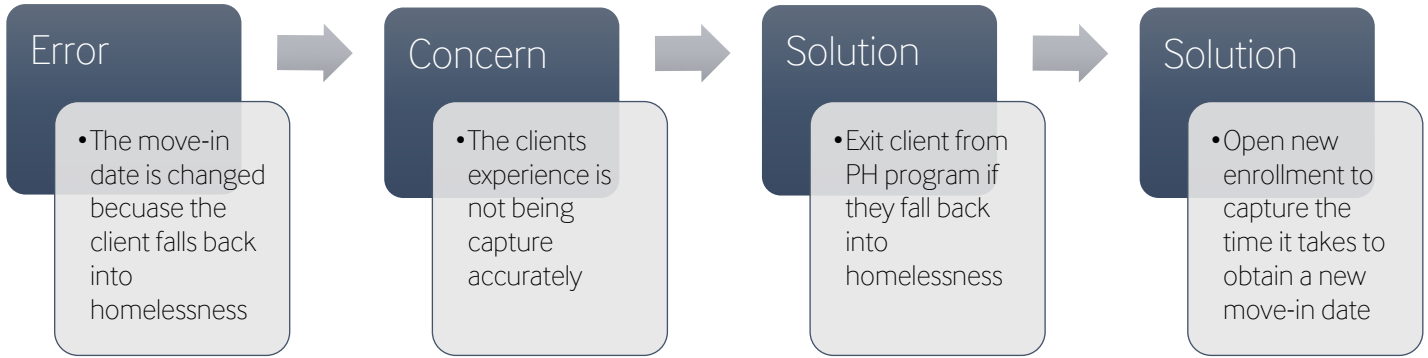 Error
•The move-in
date is changed
becuase the
client falls back
into
homelessness
Concern
•The clients
experience is
not being
capture
accurately
Solution
•Exit client from
PH program if
they fall back
into
homelessness
Solution
•Open new
enrollment to
capture the
time it takes to
obtain a new
move-in date